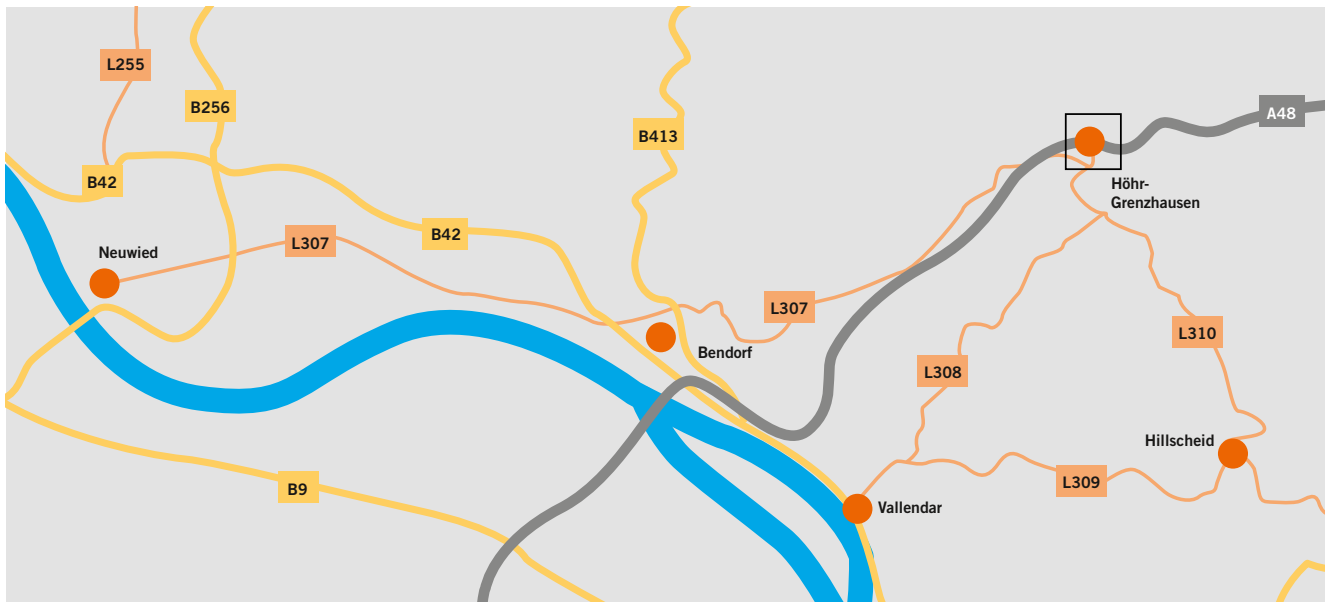 L255
B256
B413
A48
B42
Höhr-
Grenzhausen
B42
L307
Neuwied
L307
L310
Bendorf
L308
Hillscheid
L309
B9
Vallendar